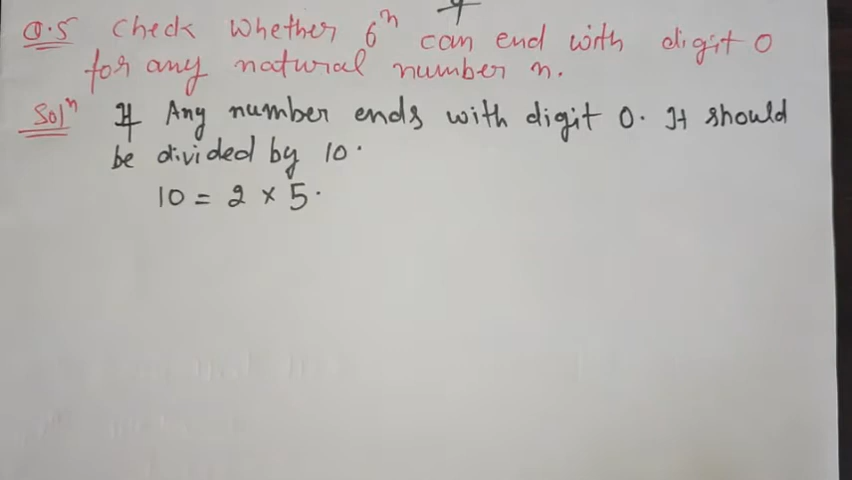 Q.5 Check whether 6ⁿ can end with digit 0
for any natural number n.
Solⁿ If Any number ends with digit 0. It should
be divided by 10.
10 = 2 × 5.